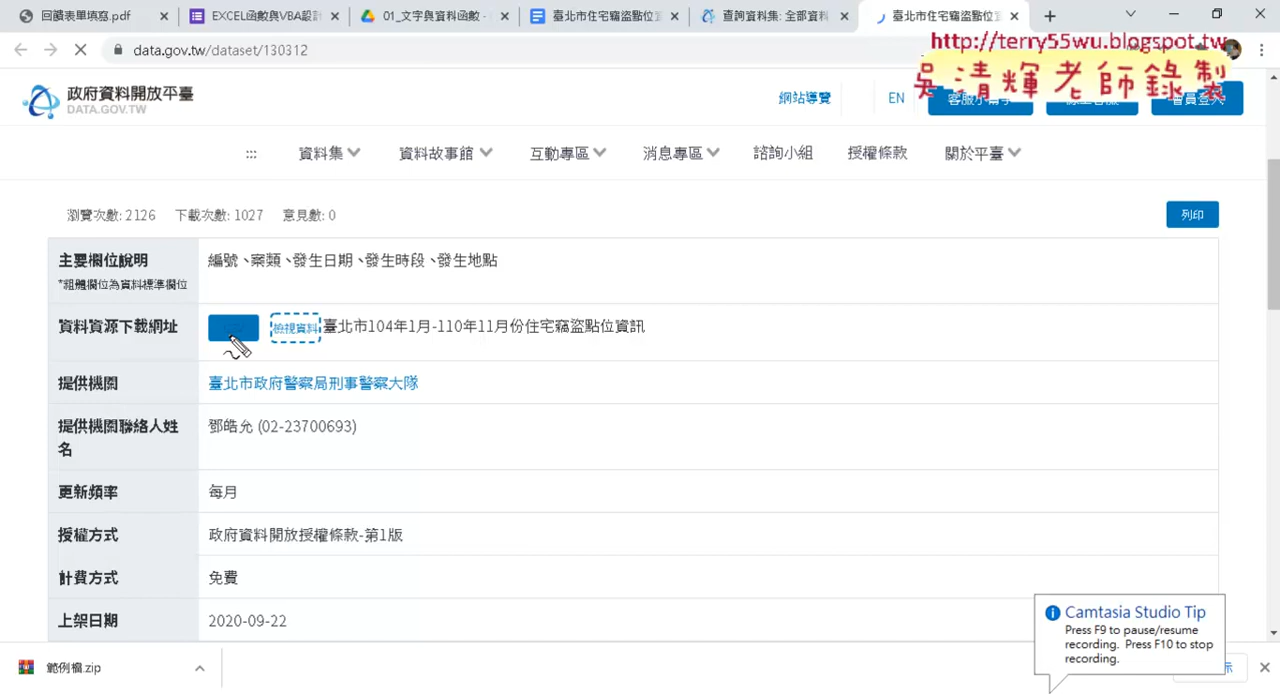 回饋表單填寫.pdf
EXCEL函數與VBA設計
01_文字與資料函數 -
臺北市住宅竊盜點位資
查詢資料集: 全部資料
臺北市住宅竊盜點位資
data.gov.tw/dataset/130312
http://terry55wu.blogspot.tw
吳清輝老師錄製
政府資料開放平臺
DATA.GOV.TW
網站導覽
EN
會員登入
:::
資料集
資料故事館
互動專區
消息專區
諮詢小組
授權條款
關於平臺
瀏覽次數: 2126 下載次數: 1027 意見數: 0
列印
主要欄位說明
*粗體欄位為資料標準欄位
編號、案類、發生日期、發生時段、發生地點
資料資源下載網址
檢視資料
臺北市104年1月-110年11月份住宅竊盜點位資訊
提供機關
臺北市政府警察局刑事警察大隊
提供機關聯絡人姓名
鄧皓允 (02-23700693)
更新頻率
每月
授權方式
政府資料開放授權條款-第1版
計費方式
免費
上架日期
2020-09-22
Camtasia Studio Tip
Press F9 to pause/resume
recording. Press F10 to stop
recording.
範例檔.zip
示